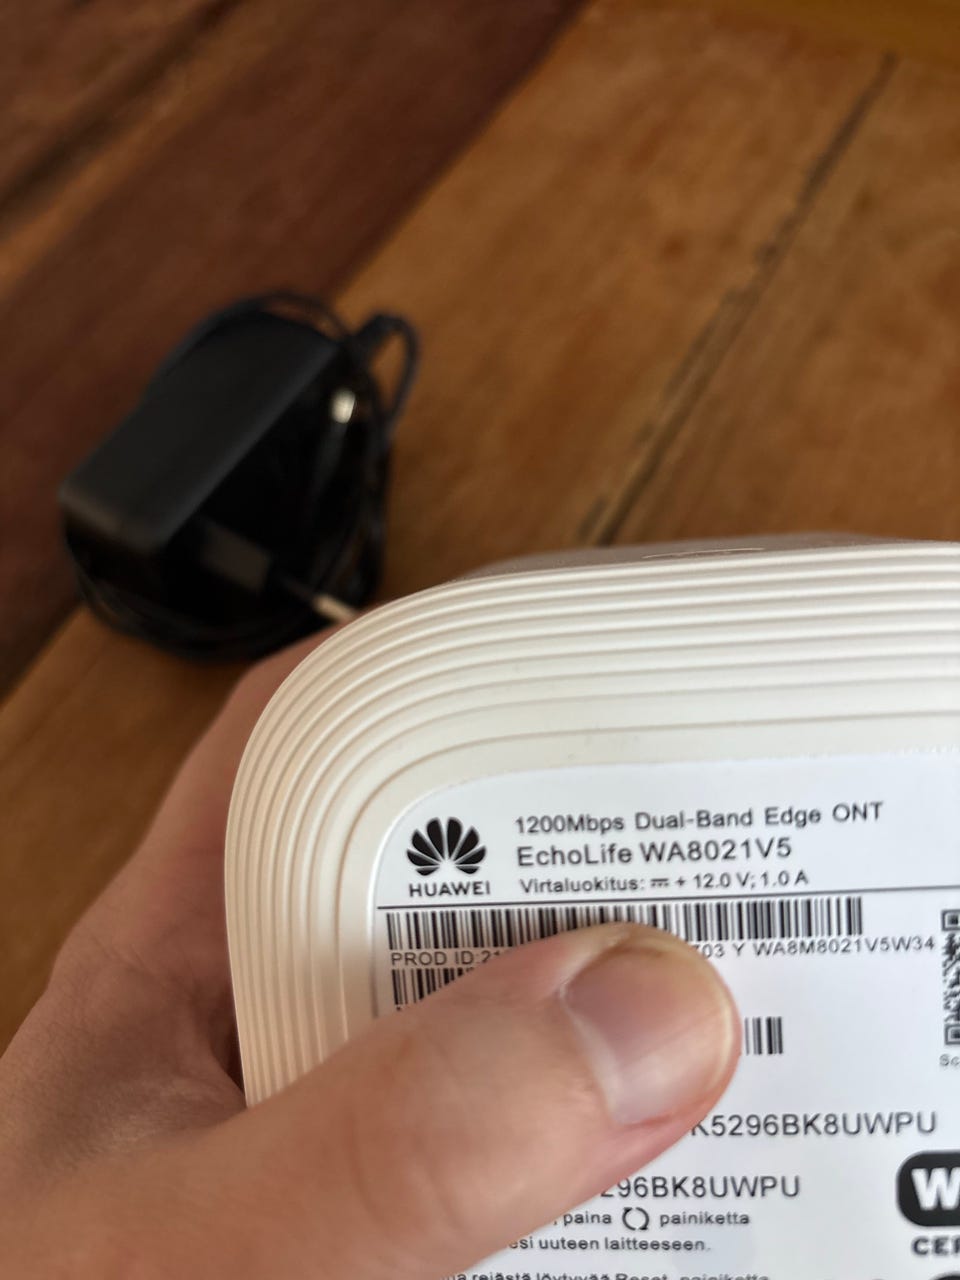 1200Mbps Dual-Band Edge ONT
EchoLife WA8021V5
HUAWEI
Virtaluokitus: ⎓ + 12.0 V; 1.0 A
PROD ID:21 703 Y WA8M8021V5W34
K5296BK8UWPU
296BK8UWPU
, paina painiketta
uuteen laitteeseen.